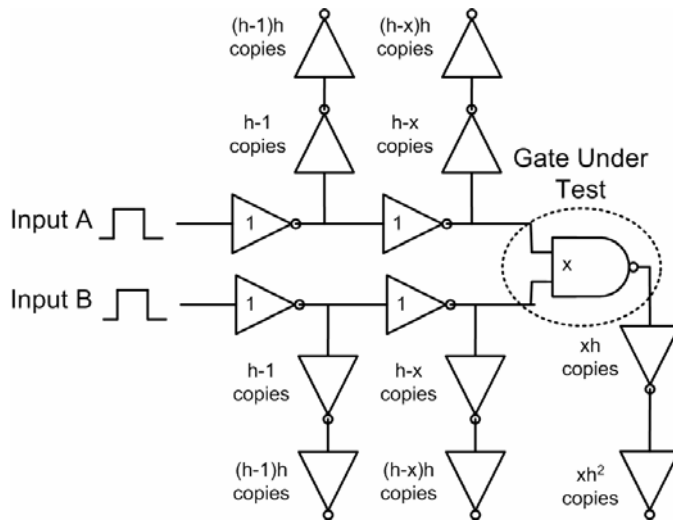 (h-1)h
copies
(h-x)h
copies
h-1
copies
h-x
copies
Gate Under
Test
Input A
1
1
x
Input B
1
1
h-1
copies
h-x
copies
xh
copies
(h-1)h
copies
(h-x)h
copies
xh²
copies